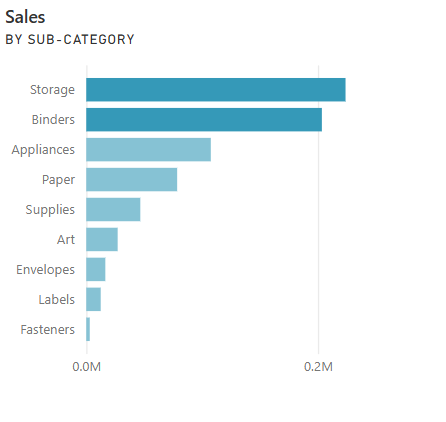 Sales
BY SUB-CATEGORY
Storage
Binders
Appliances
Paper
Supplies
Art
Envelopes
Labels
Fasteners
0.0M 0.2M